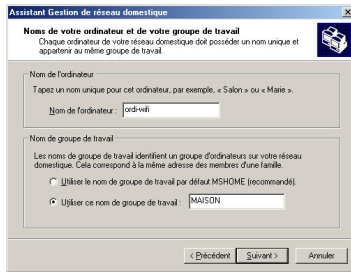 Assistant Gestion de réseau domestique
Noms de votre ordinateur et de votre groupe de travail
Chaque ordinateur de votre réseau domestique doit posséder un nom unique et
appartenir au même groupe de travail.
Nom de l'ordinateur
Tapez un nom unique pour cet ordinateur, par exemple, « Salon » ou « Marie ».
Nom de l'ordinateur : ordi-wifi
Nom de groupe de travail
Les noms de groupe de travail identifient un groupe d'ordinateurs sur votre réseau
domestique. Cela correspond à la même adresse des membres d'une famille.
Utiliser le nom de groupe de travail par défaut MSHOME (recommandé).
Utiliser ce nom de groupe de travail : MAISON
< Précédent Suivant > Annuler